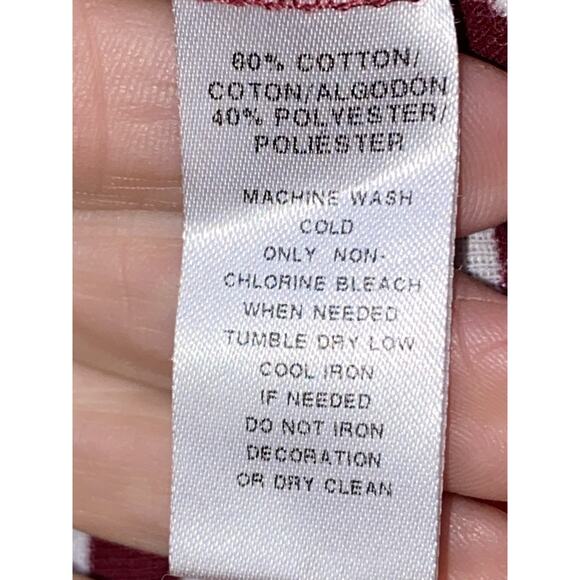 60% COTTON/
COTON/ALGODON
40% POLYESTER/
POLIESTER
MACHINE WASH
COLD
ONLY NON-
CHLORINE BLEACH
WHEN NEEDED
TUMBLE DRY LOW
COOL IRON
IF NEEDED
DO NOT IRON
DECORATION
OR DRY CLEAN